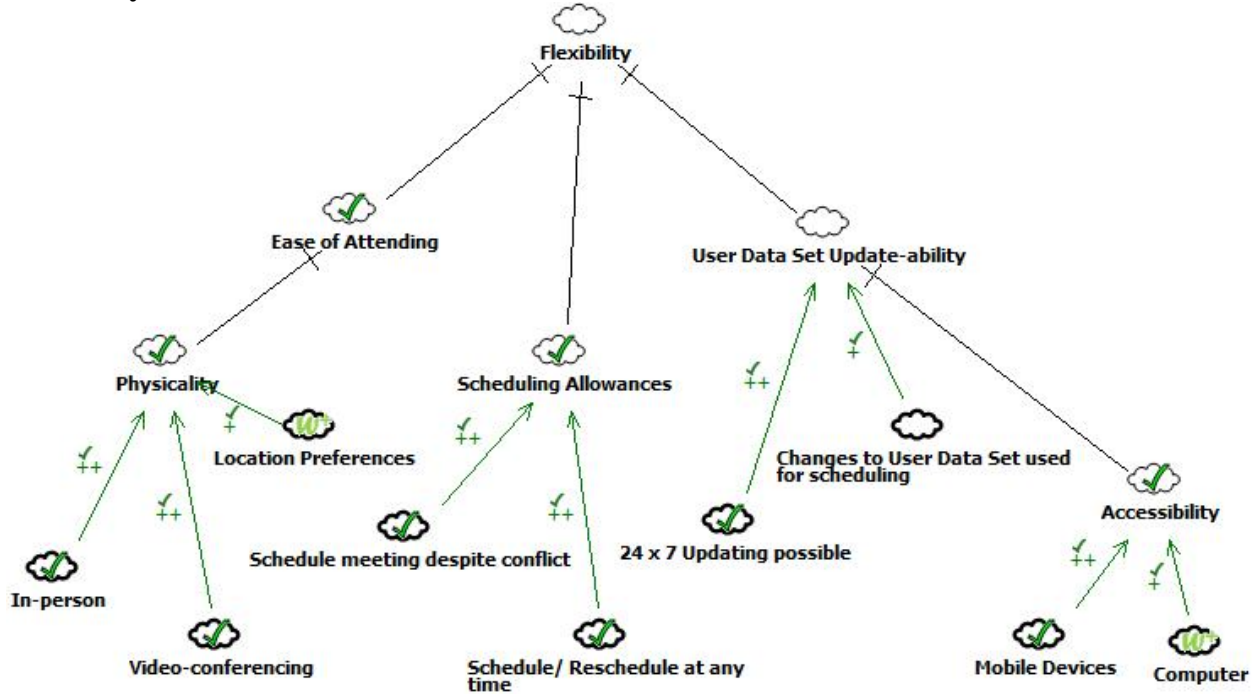 Flexibility
Ease of Attending
User Data Set Update-ability
Physicality
Scheduling Allowances
✓
++
✓
+
✓
++
✓
+
✓
++
W+
Location Preferences
✓
++
✓
++
✓
++
Changes to User Data Set used
for scheduling
Accessibility
Schedule meeting despite conflict
24 x 7 Updating possible
✓
++
✓
+
In-person
Video-conferencing
Schedule/ Reschedule at any
time
Mobile Devices
W+
Computer